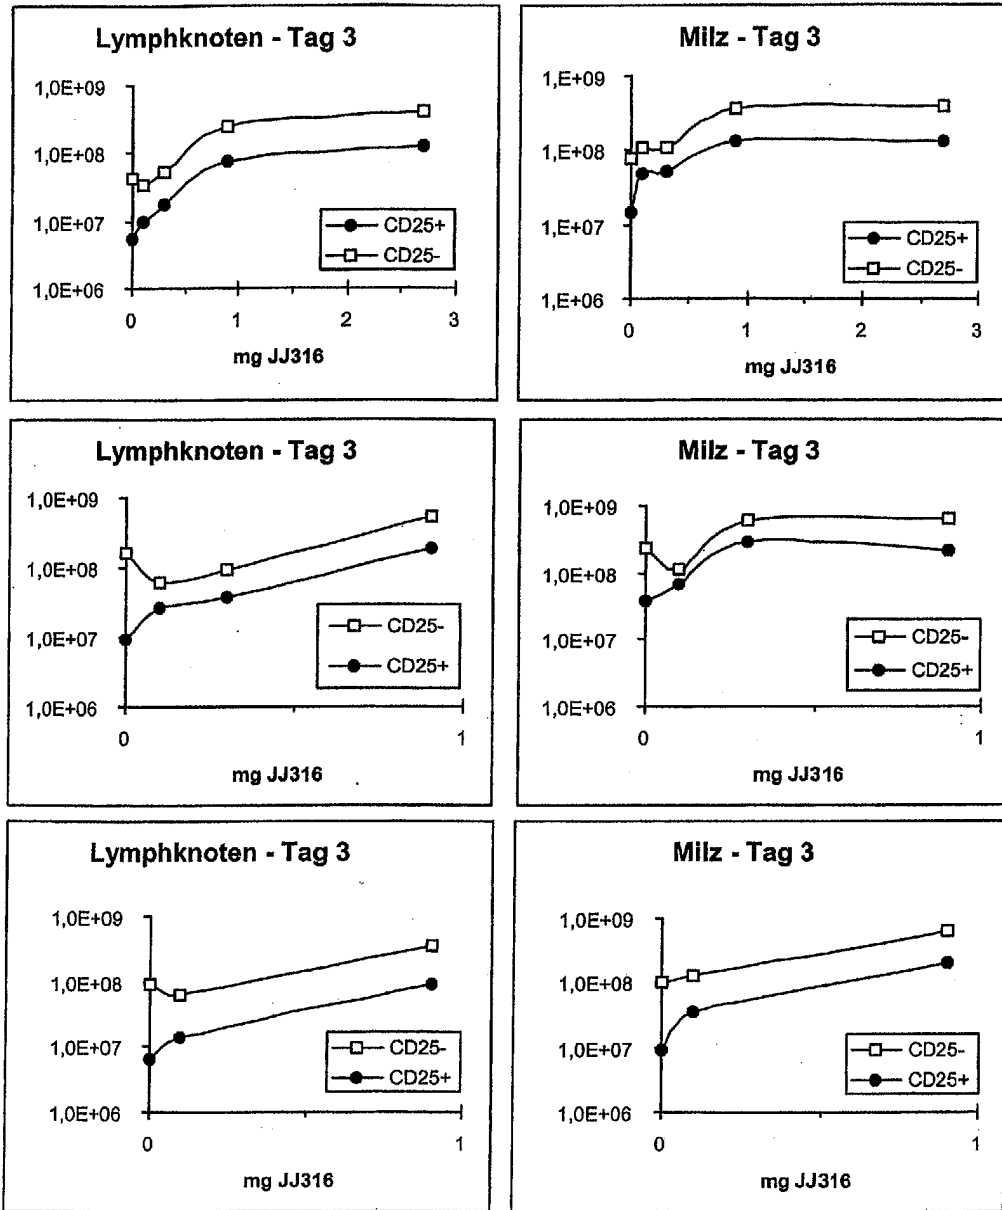 Lymphknoten - Tag 3
1,0E+09
1,0E+08
1,0E+07
1,0E+06
CD25+
CD25-
0 1 2 3
mg JJ316
Milz - Tag 3
1,0E+09
1,0E+08
1,0E+07
1,E+06
CD25+
CD25-
0 1 2 3
mg JJ316
Lymphknoten - Tag 3
1,0E+09
1,0E+08
1,0E+07
1,0E+06
CD25-
CD25+
0 1
mg JJ316
Milz - Tag 3
1,0E+09
1,0E+08
1,0E+07
1,0E+06
CD25-
CD25+
0 1
mg JJ316
Lymphknoten - Tag 3
1,0E+09
1,0E+08
1,0E+07
1,0E+06
CD25-
CD25+
0 1
mg JJ316
Milz - Tag 3
1,0E+09
1,0E+08
1,0E+07
1,0E+06
CD25-
CD25+
0 1
mg JJ316